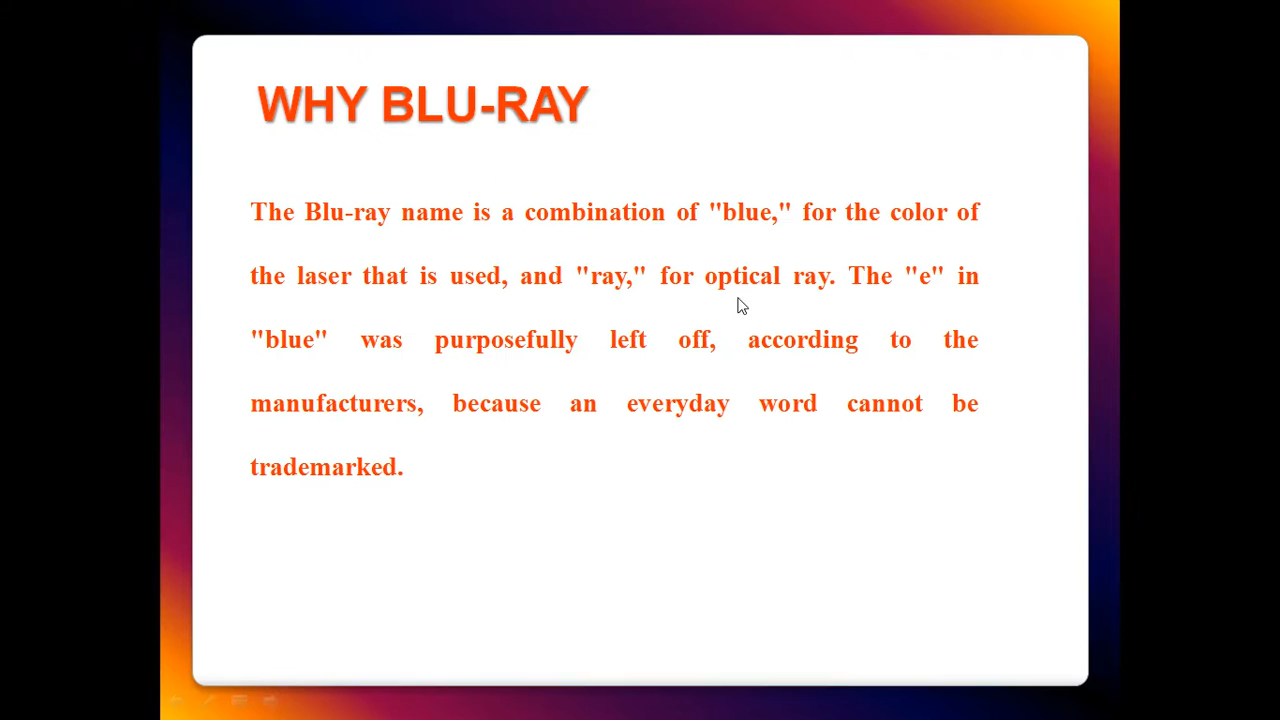 WHY BLU-RAY
The Blu-ray name is a combination of "blue," for the color of
the laser that is used, and "ray," for optical ray. The "e" in
"blue" was purposefully left off, according to the
manufacturers, because an everyday word cannot be
trademarked.